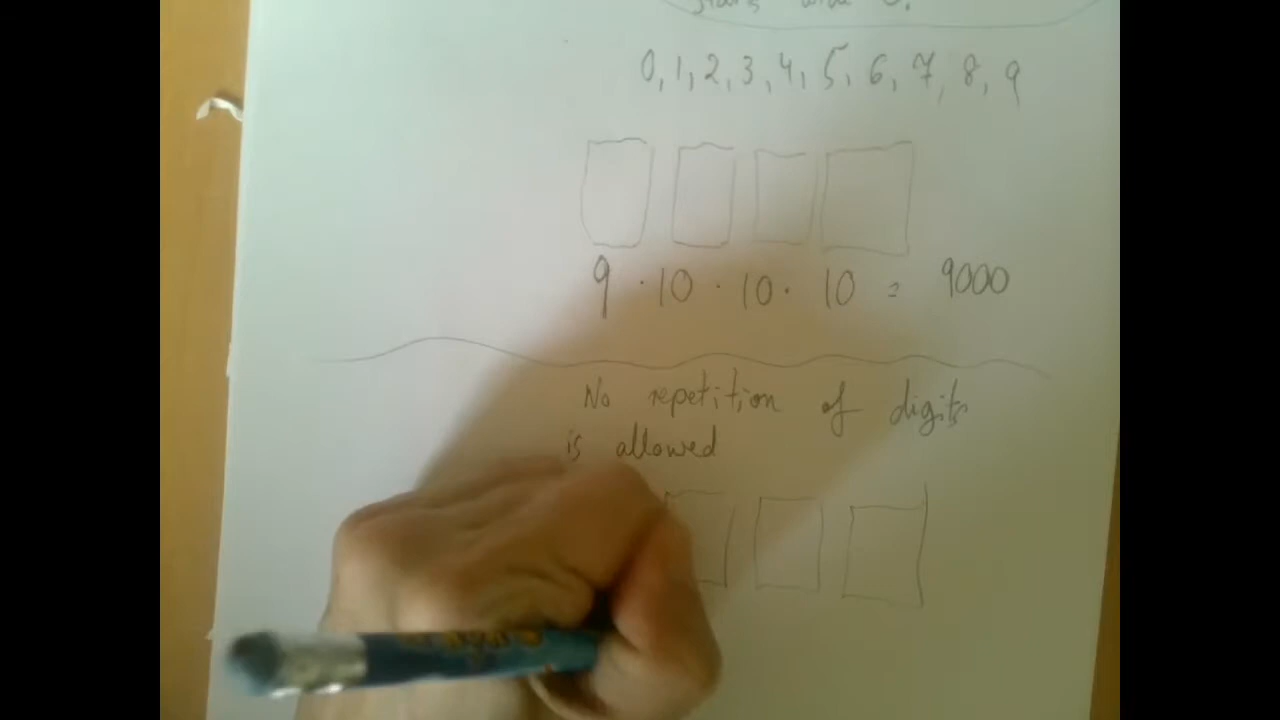 0, 1, 2, 3, 4, 5, 6, 7, 8, 9
9 · 10 · 10 · 10 = 9000
No repetition of digits
is allowed